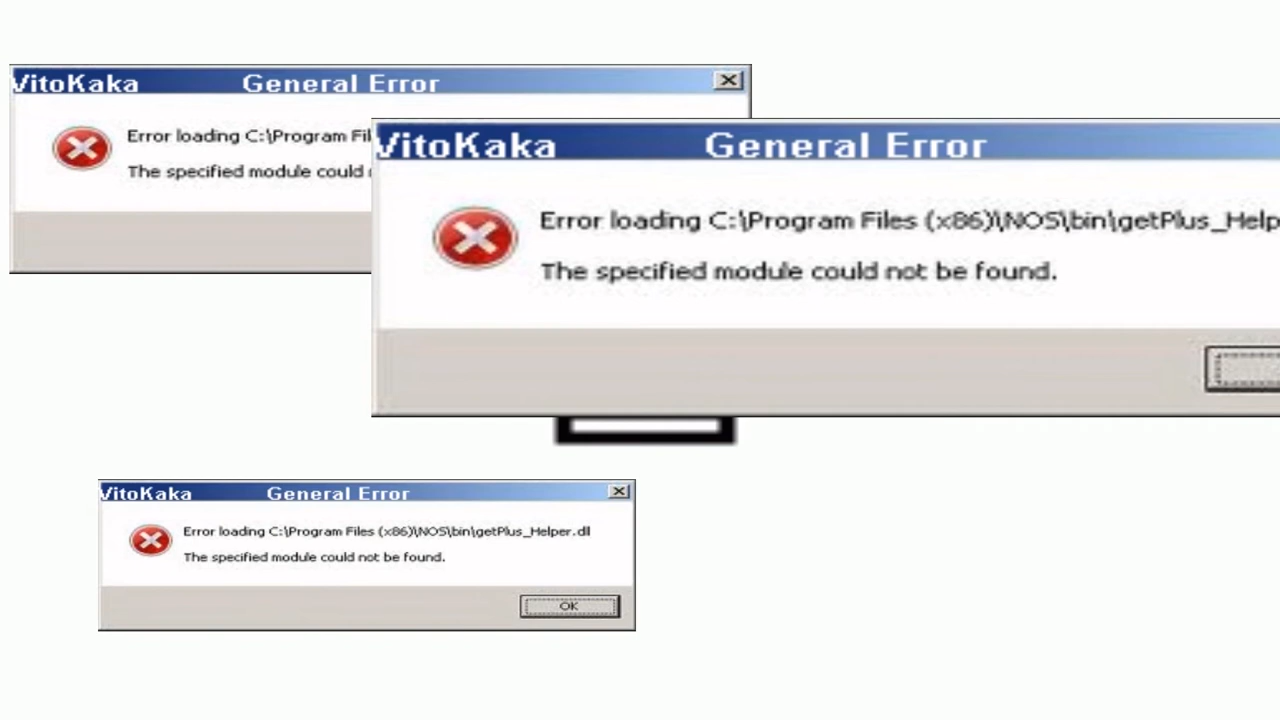 VitoKaka General Error
Error loading C:\Program Fil
The specified module could
VitoKaka General Error
Error loading C:\Program Files (x86)\NOS\bin\getPlus_Help
The specified module could not be found.
VitoKaka General Error
Error loading C:\Program Files (x86)\NOS\bin\getPlus_Helper.dl
The specified module could not be found.
OK